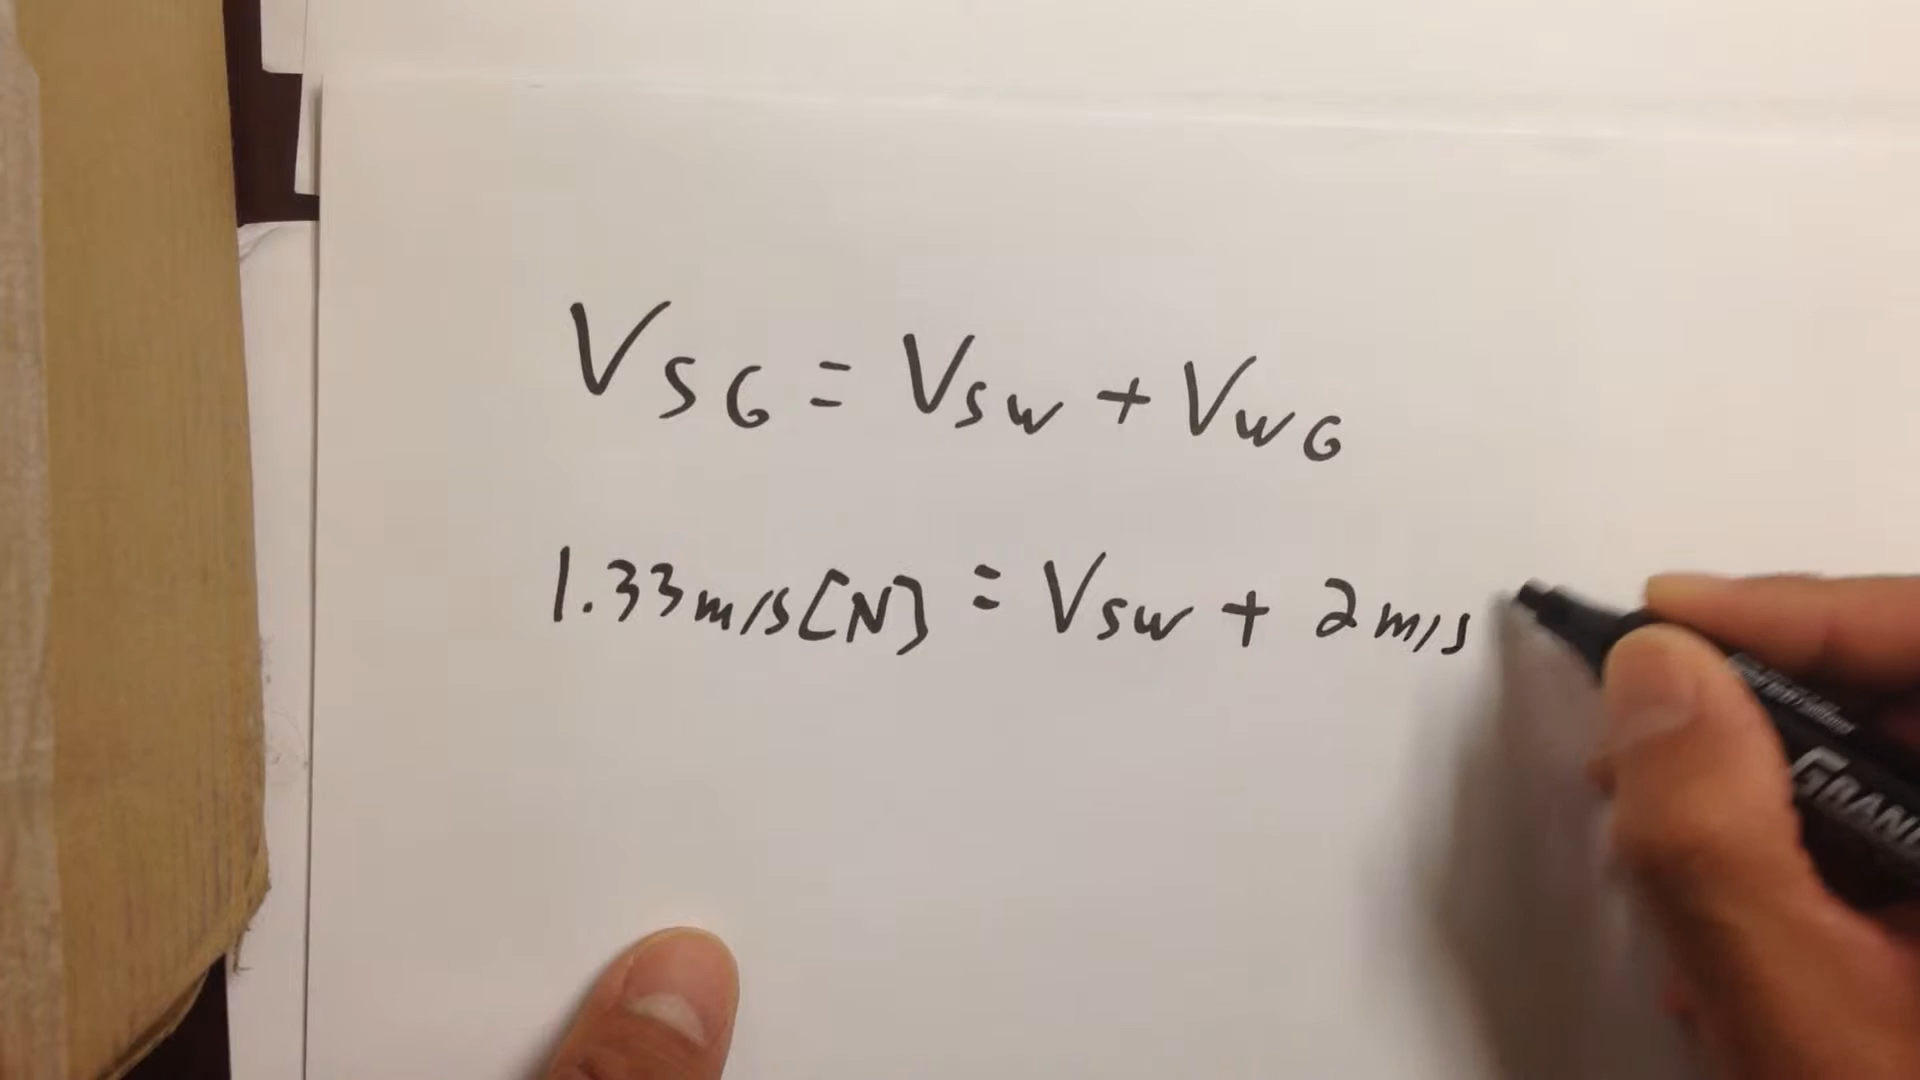 VSG = VSW + VWG
1.33m/s[N] = VSW + 2m/s